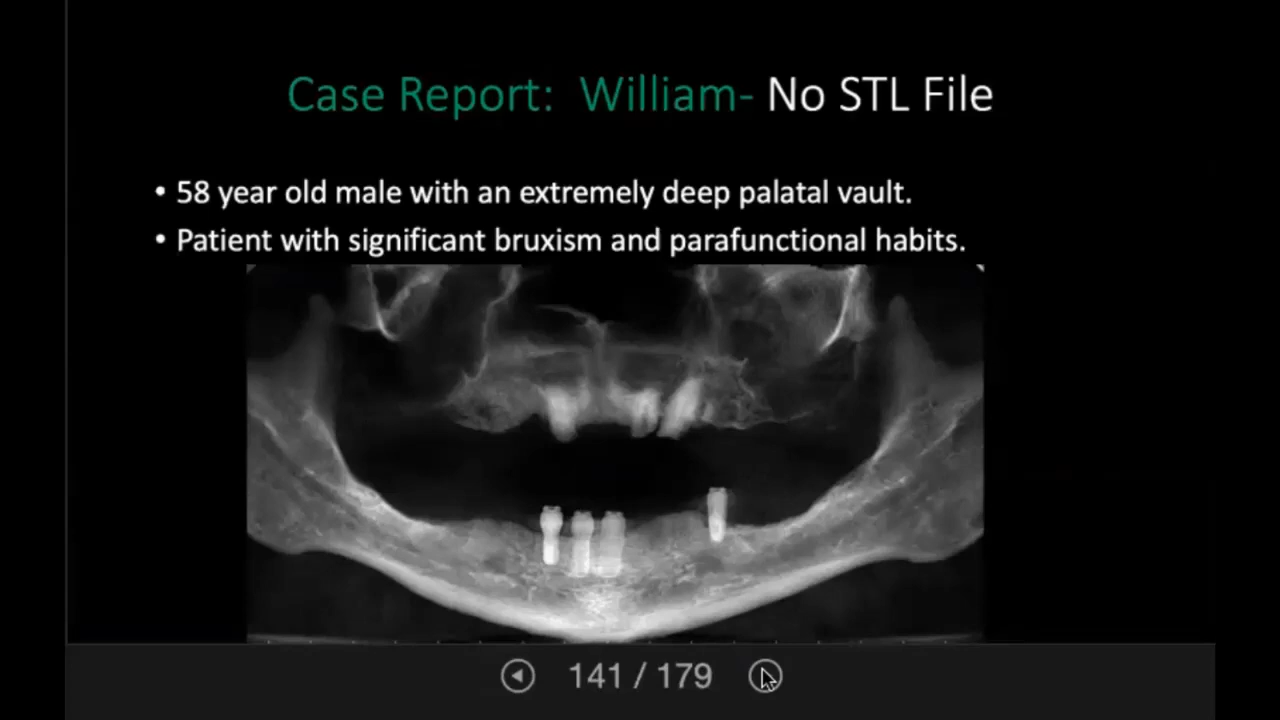 Case Report: William- No STL File
• 58 year old male with an extremely deep palatal vault.
• Patient with significant bruxism and parafunctional habits.
141 / 179